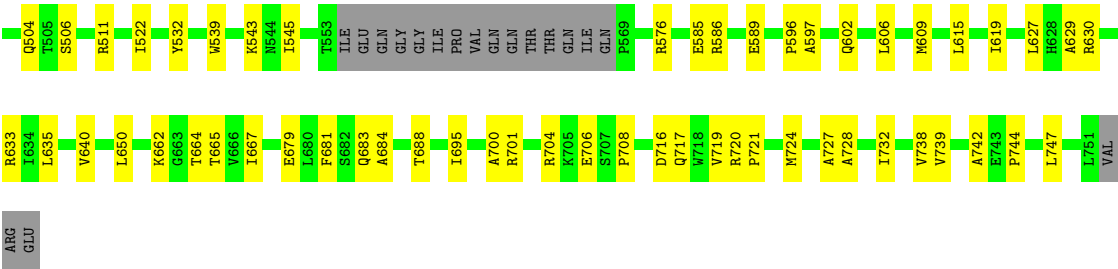 Q504 T505 S506 R511 I522 Y532 W539 K543 N544 I545 T553 ILE GLU GLN GLY GLY ILE PRO VAL GLN GLN THR THR GLN ILE GLN P569 R576 E585 R586 E589 P596 A597 Q602 L606 M609 L615 I619 L627 H628 A629 R630
R633 I634 L635 V640 L650 K662 G663 T664 T665 V666 I667 E679 L680 F681 S682 Q683 A684 T688 I695 A700 R701 R704 K705 E706 S707 P708 D716 Q717 W718 V719 R720 P721 M724 A727 A728 I732 V738 V739 A742 E743 P744 L747 L751 VAL
ARG GLU